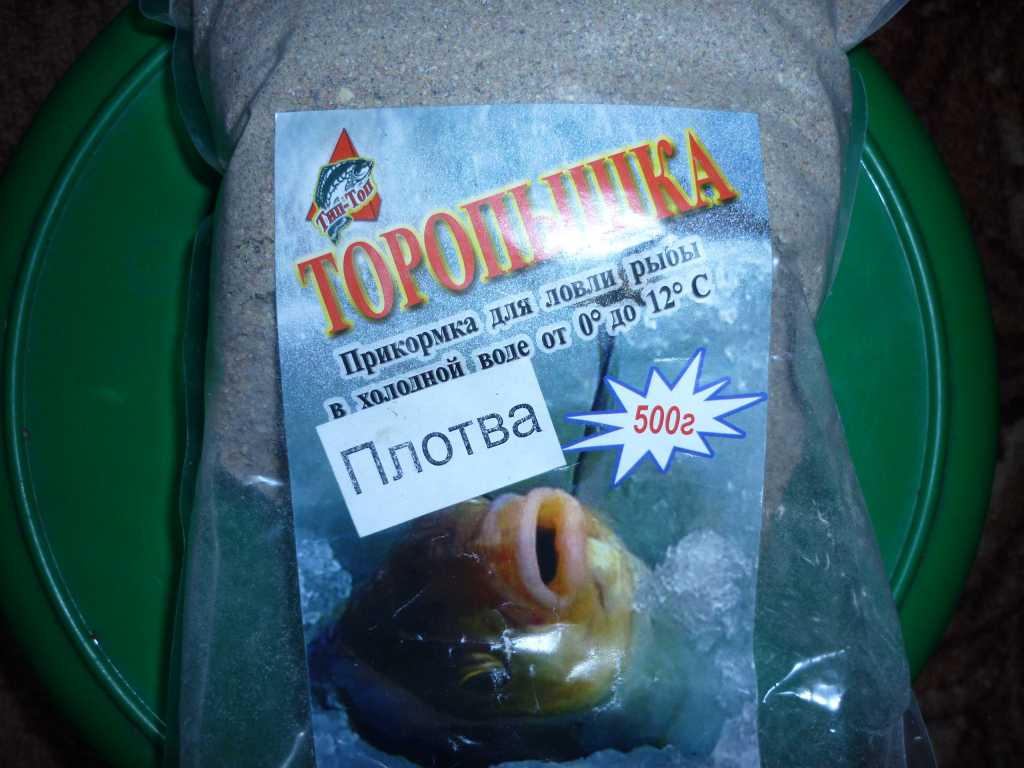 Тип-Топ
ТОРОПЫШКА
Прикормка для ловли рыбы
в холодной воде от 0° до 12° С
Плотва
500г